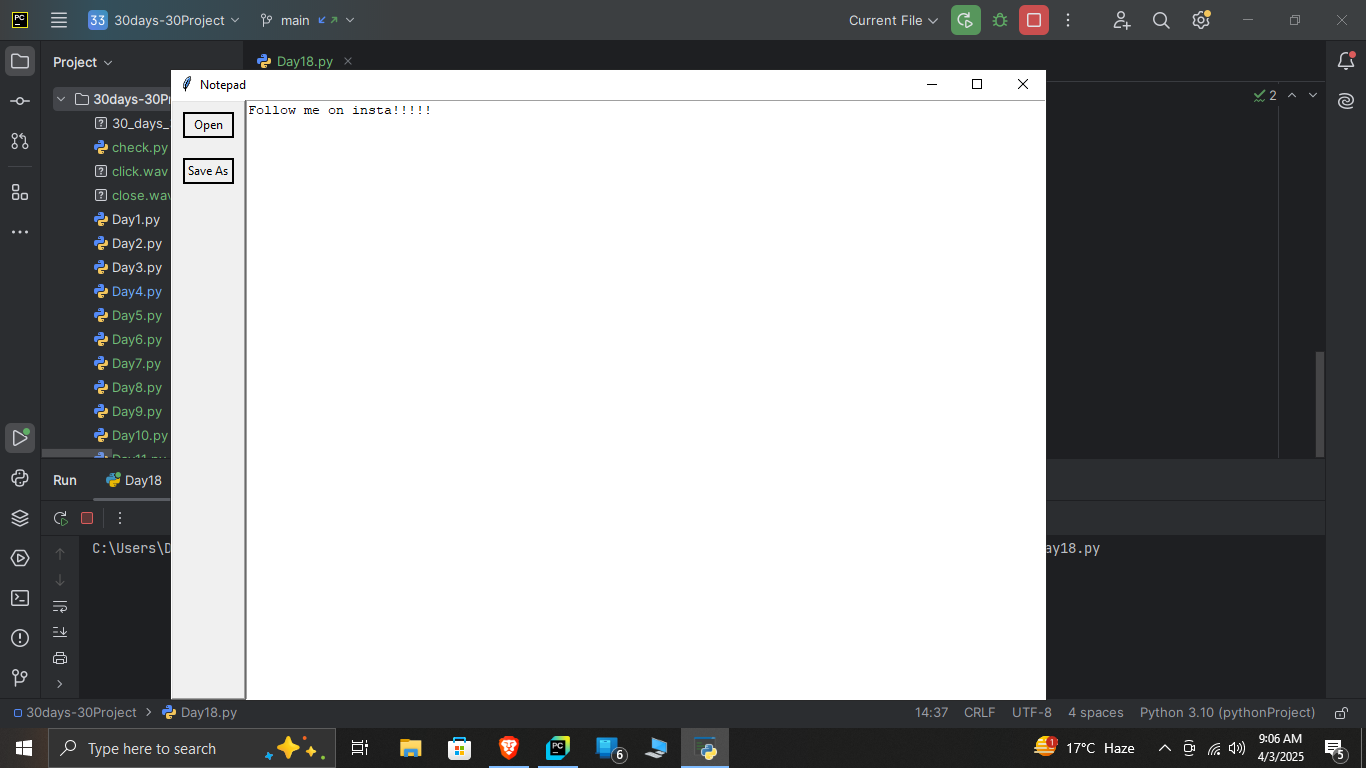 PC
33 30days-30Project
main
Current File
Project
Day18.py
Notepad
30days-30P
2
Open
Follow me on insta!!!!!
30_days_
check.py
Save As
click.wav
close.wav
Day1.py
Day2.py
Day3.py
Day4.py
Day5.py
Day6.py
Day7.py
Day8.py
Day9.py
Day10.py
Day11.py
Run
Day18
C:\Users\D
ay18.py
30days-30Project > Day18.py
14:37 CRLF UTF-8 4 spaces Python 3.10 (pythonProject)
Type here to search
PC
6
1
17°C Haze
9:06 AM
4/3/2025
5